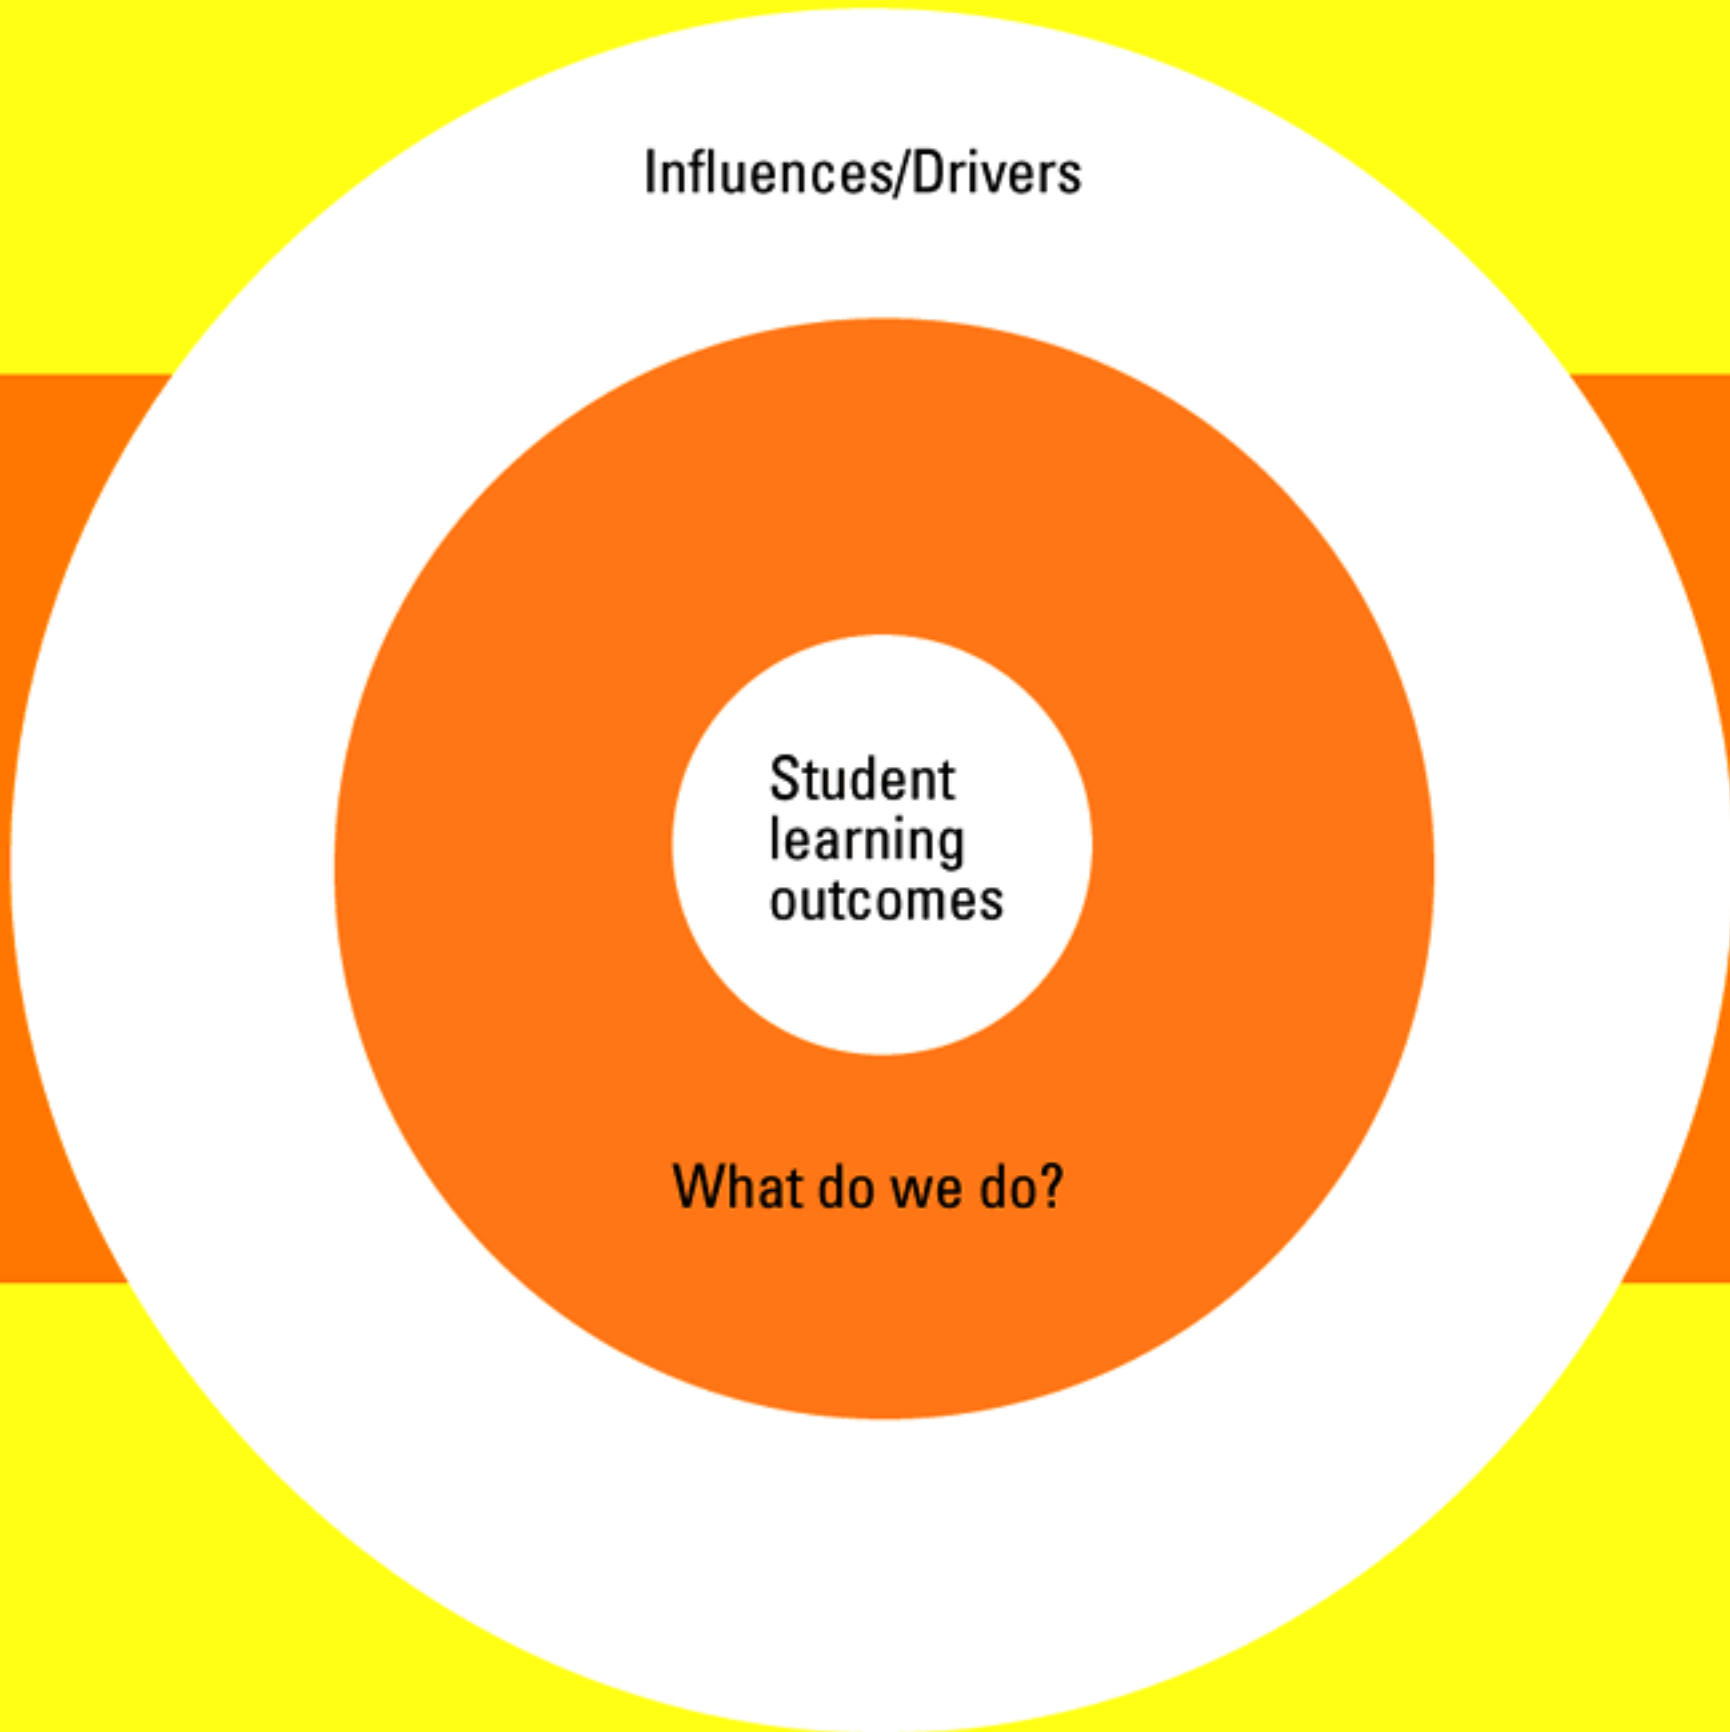 Influences/Drivers
Student
learning
outcomes
What do we do?